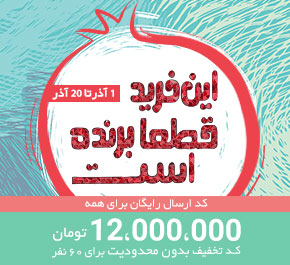 این خرید
1 آذر تا 20 آذر
قطعا برنده
است
کد ارسال رایگان برای همه
12,000,000 تومان
کـد تخفیف بدون محدودیت برای ۶۰ نفر